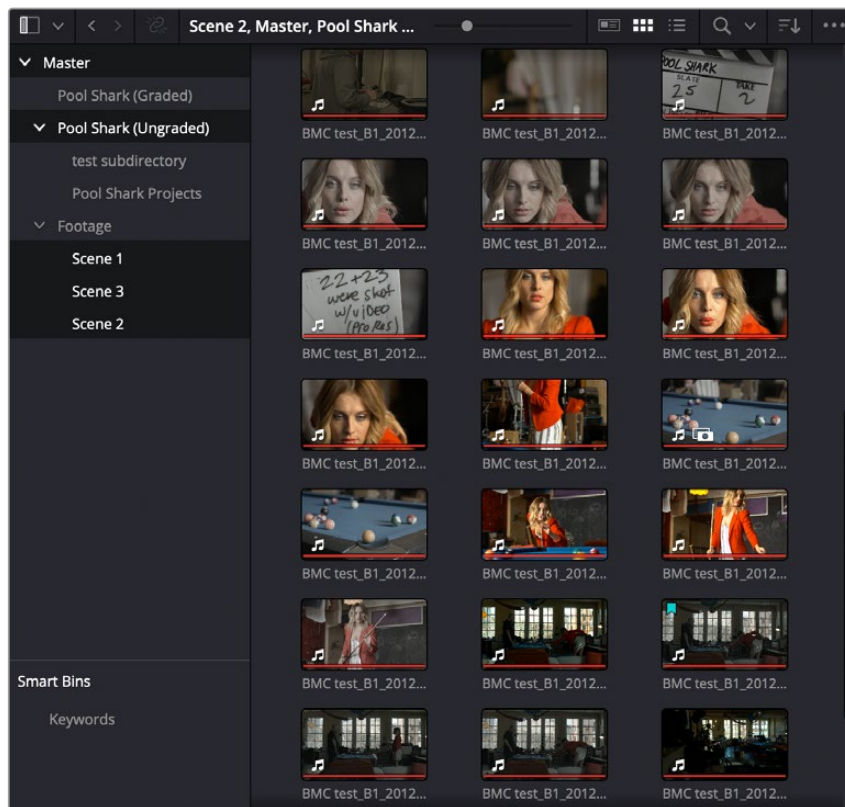 Scene 2, Master, Pool Shark ...
Master
Pool Shark (Graded)
Pool Shark (Ungraded)
test subdirectory
Pool Shark Projects
Footage
Scene 1
Scene 3
Scene 2
Smart Bins
Keywords
POOL SHARK
SLATE
TAKE
25
2
BMC test_B1_2012... BMC test_B1_2012... BMC test_B1_2012...
BMC test_B1_2012... BMC test_B1_2012... BMC test_B1_2012...
22 + 23
were shot
w/viDEO
(ProRes)
BMC test_B1_2012... BMC test_B1_2012... BMC test_B1_2012...
BMC test_B1_2012... BMC test_B1_2012... BMC test_B1_2012...
BMC test_B1_2012... BMC test_B1_2012... BMC test_B1_2012...
BMC test_B1_2012... BMC test_B1_2012... BMC test_B1_2012...
BMC test_B1_2012... BMC test_B1_2012... BMC test_B1_2012...